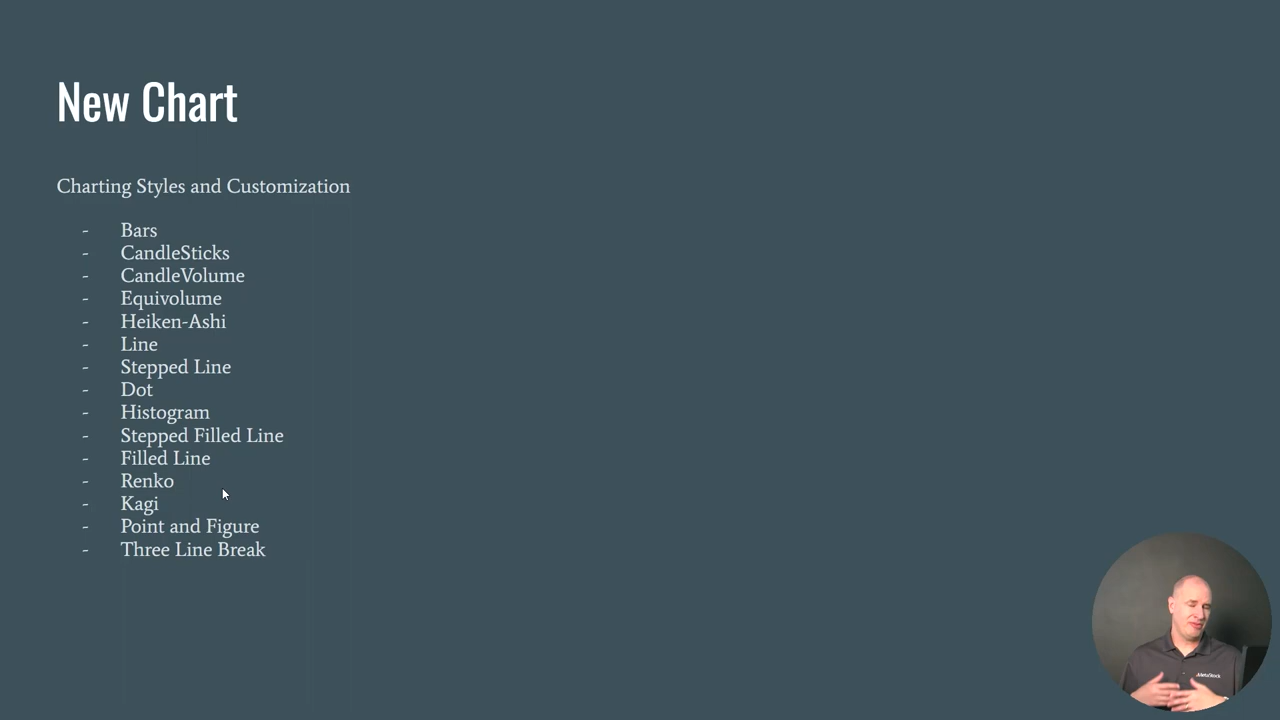 New Chart
Charting Styles and Customization
- Bars
- CandleSticks
- CandleVolume
- Equivolume
- Heiken-Ashi
- Line
- Stepped Line
- Dot
- Histogram
- Stepped Filled Line
- Filled Line
- Renko
- Kagi
- Point and Figure
- Three Line Break
MetaStock